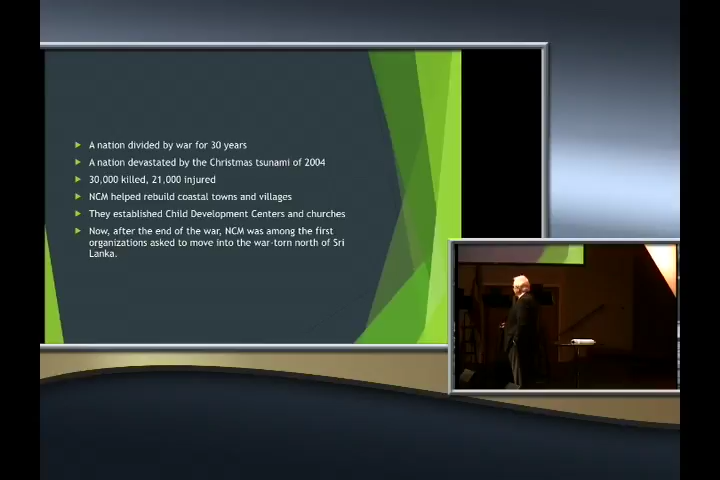 A nation divided by war for 30 years
A nation devastated by the Christmas tsunami of 2004
30,000 killed, 21,000 injured
NCM helped rebuild coastal towns and villages
They established Child Development Centers and churches
Now, after the end of the war, NCM was among the first
organizations asked to move into the war-torn north of Sri
Lanka.